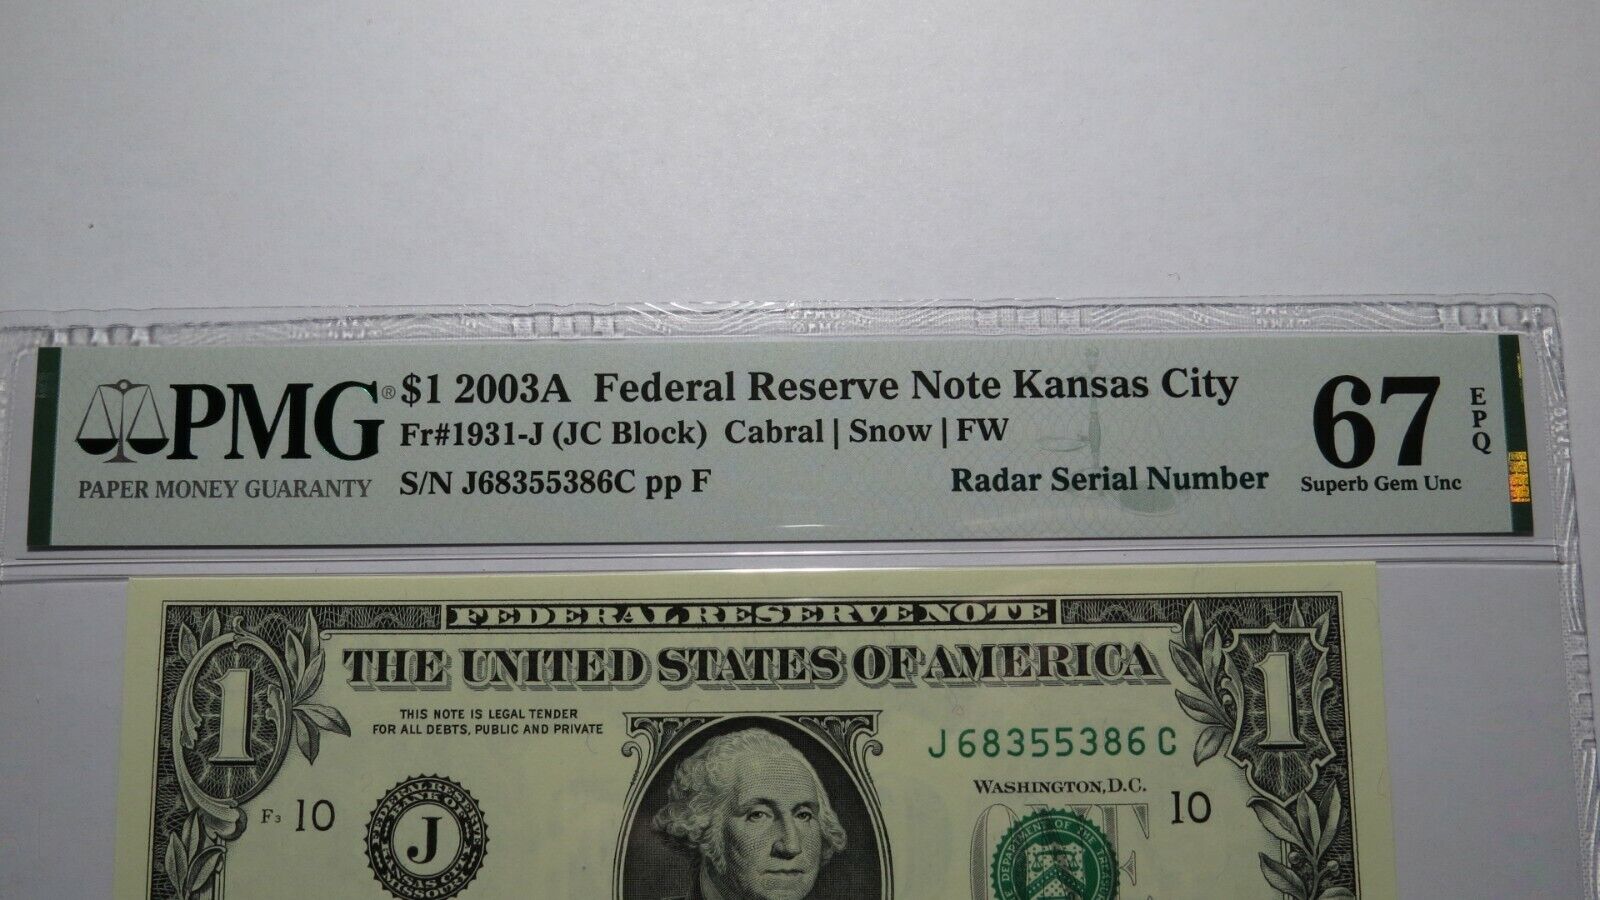 PMG®
PAPER MONEY GUARANTY
$1 2003A Federal Reserve Note Kansas City
Fr#1931-J (JC Block) Cabral | Snow | FW
S/N J68355386C pp F
Radar Serial Number
67
EPQ
Superb Gem Unc
FEDERAL RESERVE NOTE
THE UNITED STATES OF AMERICA
1
1
THIS NOTE IS LEGAL TENDER
FOR ALL DEBTS, PUBLIC AND PRIVATE
J 68355386 C
WASHINGTON, D.C.
F3 10
J
10